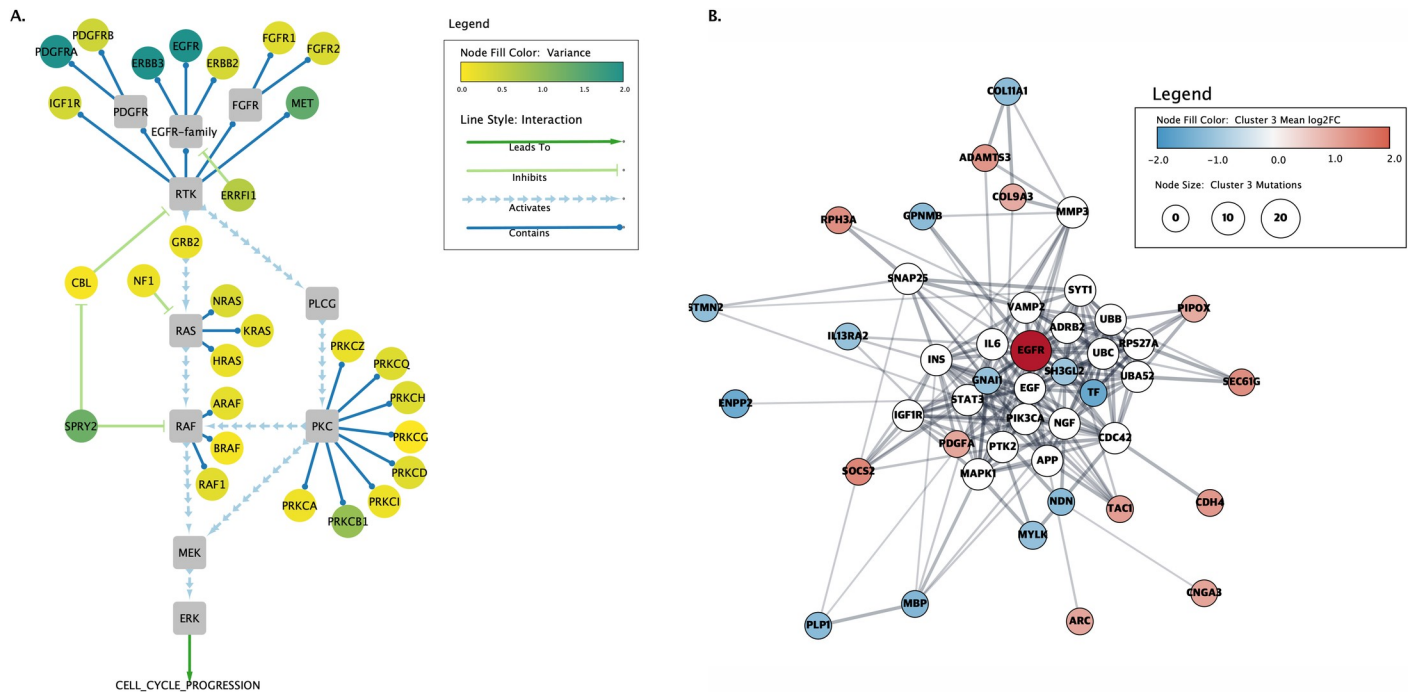 A.
PDGFRB
PDGFRA
EGFR
ERBB3
ERBB2
FGFR1
FGFR2
IGF1R
PDGFR
FGFR
MET
EGFR-family
RTK
ERRFI1
GRB2
CBL
NF1
NRAS
PLCG
RAS
KRAS
HRAS
PRKCZ
PRKCQ
ARAF
PRKCH
SPRY2
RAF
PKC
PRKCG
BRAF
PRKCD
RAF1
PRKCI
PRKCA
PRKCB1
MEK
ERK
CELL_CYCLE_PROGRESSION
Legend
Node Fill Color: Variance
0.0 0.5 1.0 1.5 2.0
Line Style: Interaction
Leads To
Inhibits
Activates
Contains
B.
COL11A1
ADAMTS3
COL9A3
RPH3A
GPNMB
MMP3
SNAP25
SYT1
TMN2
VAMP2
UBB
PIPOX
ADRB2
IL13RA2
IL6
EGFR
RPS27A
UBC
INS
SH3GL2
GNAI1
UBA52
SEC61G
EGF
TF
ENPP2
STAT3
IGF1R
PIK3CA
NGF
CDC42
PDGFA
PTK2
SOCS2
MAPK1
APP
NDN
TAC1
CDH4
MYLK
CNGA3
MBP
PLP1
ARC
Legend
Node Fill Color: Cluster 3 Mean log2FC
-2.0 -1.0 0.0 1.0 2.0
Node Size: Cluster 3 Mutations
0 10 20